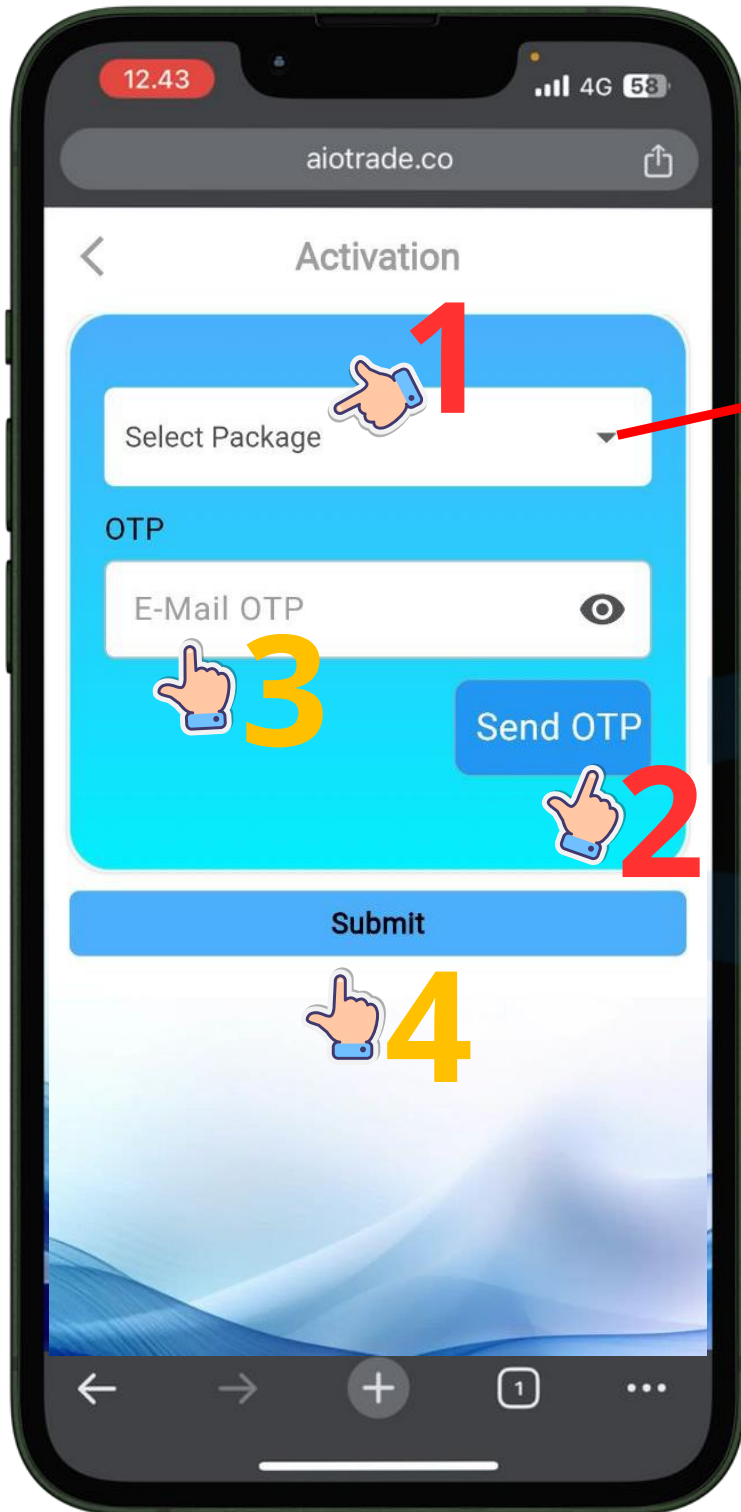 12.43
4G 58
aiotrade.co
Activation
1
Select Package
OTP
E-Mail OTP
3
Send OTP
2
Submit
4
1